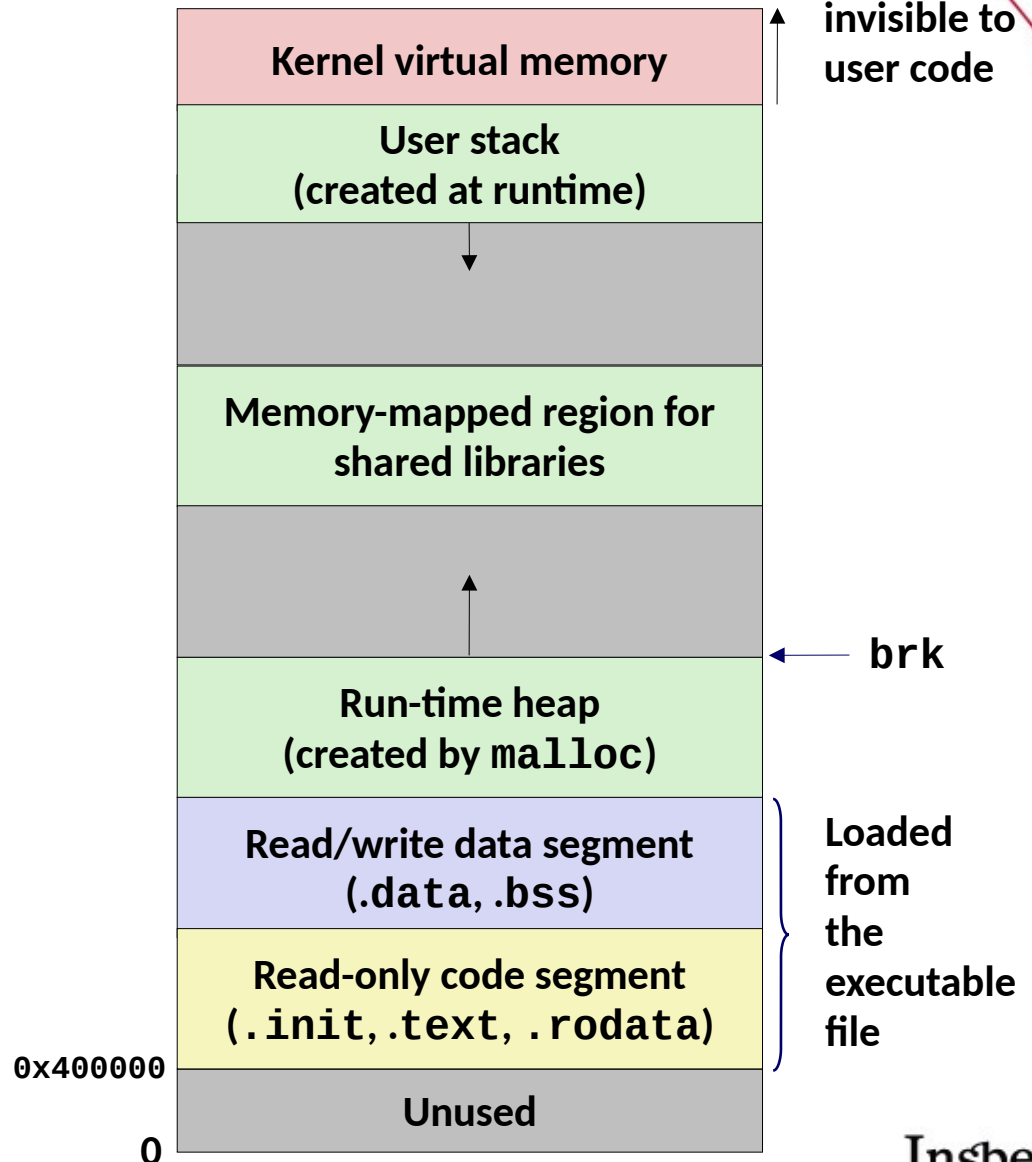 invisible to
user code
Kernel virtual memory
User stack
(created at runtime)
Memory-mapped region for
shared libraries
brk
Run-time heap
(created by malloc)
Read/write data segment
(.data, .bss)
Loaded
from
the
executable
file
Read-only code segment
(.init, .text, .rodata)
0x400000
Unused
0